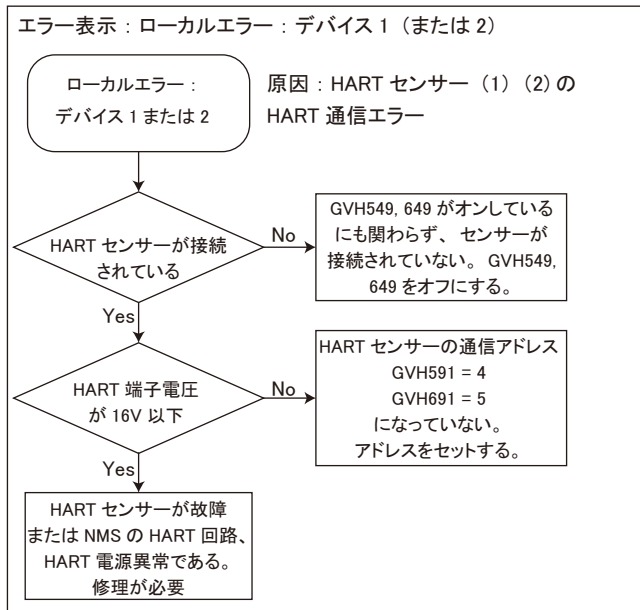 エラー表示：ローカルエラー：デバイス 1（または 2）
ローカルエラー：
デバイス 1 または 2
原因：HART センサー（1）（2）の
HART 通信エラー
HART センサーが接続
されている
No
GVH549, 649 がオンしている
にも関わらず、センサーが
接続されていない。GVH549,
649 をオフにする。
Yes
HART 端子電圧
が 16V 以下
No
HART センサーの通信アドレス
GVH591 = 4
GVH691 = 5
になっていない。
アドレスをセットする。
Yes
HART センサーが故障
または NMS の HART 回路、
HART 電源異常である。
修理が必要